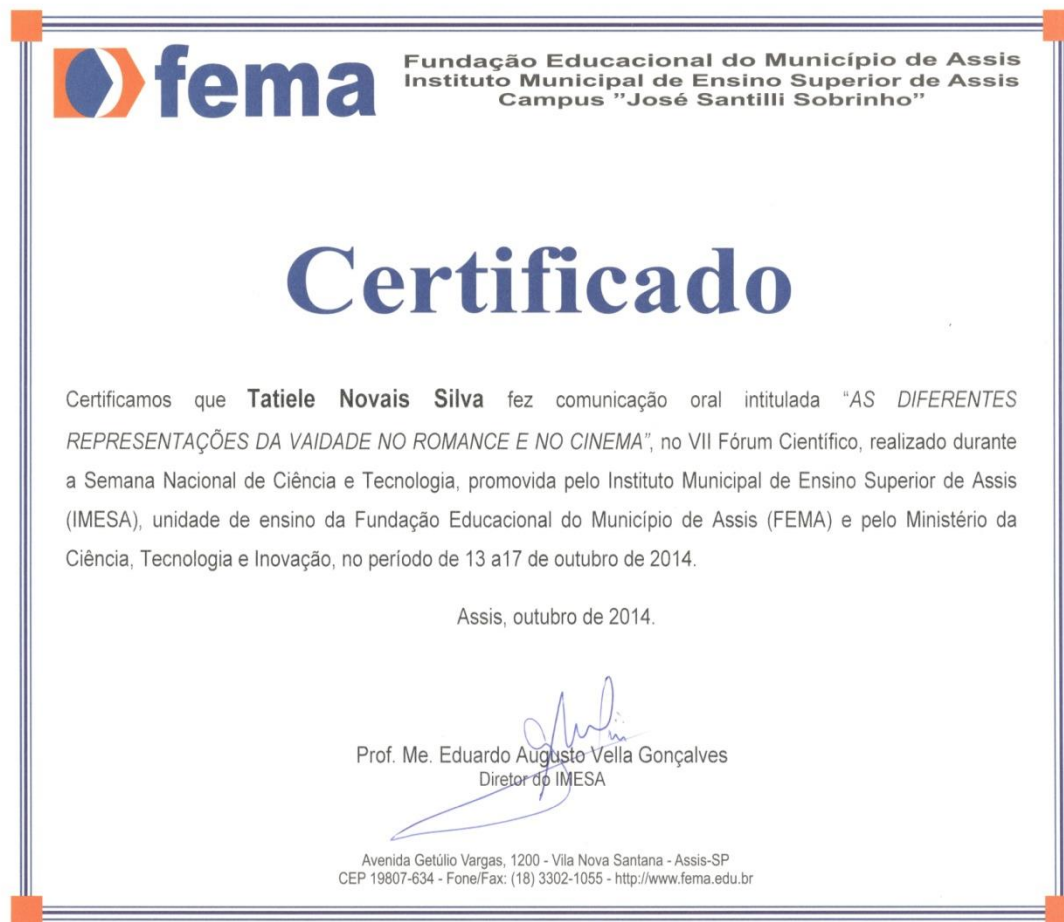 fema
Fundação Educacional do Município de Assis
Instituto Municipal de Ensino Superior de Assis
Campus "José Santilli Sobrinho"
Certificado
Certificamos que Tatiele Novais Silva fez comunicação oral intitulada "AS DIFERENTES
REPRESENTAÇÕES DA VAIDADE NO ROMANCE E NO CINEMA", no VII Fórum Científico, realizado durante
a Semana Nacional de Ciência e Tecnologia, promovida pelo Instituto Municipal de Ensino Superior de Assis
(IMESA), unidade de ensino da Fundação Educacional do Município de Assis (FEMA) e pelo Ministério da
Ciência, Tecnologia e Inovação, no período de 13 a17 de outubro de 2014.
Assis, outubro de 2014.
Prof. Me. Eduardo Augusto Vella Gonçalves
Diretor do IMESA
Avenida Getúlio Vargas, 1200 - Vila Nova Santana - Assis-SP
CEP 19807-634 - Fone/Fax: (18) 3302-1055 - http://www.fema.edu.br